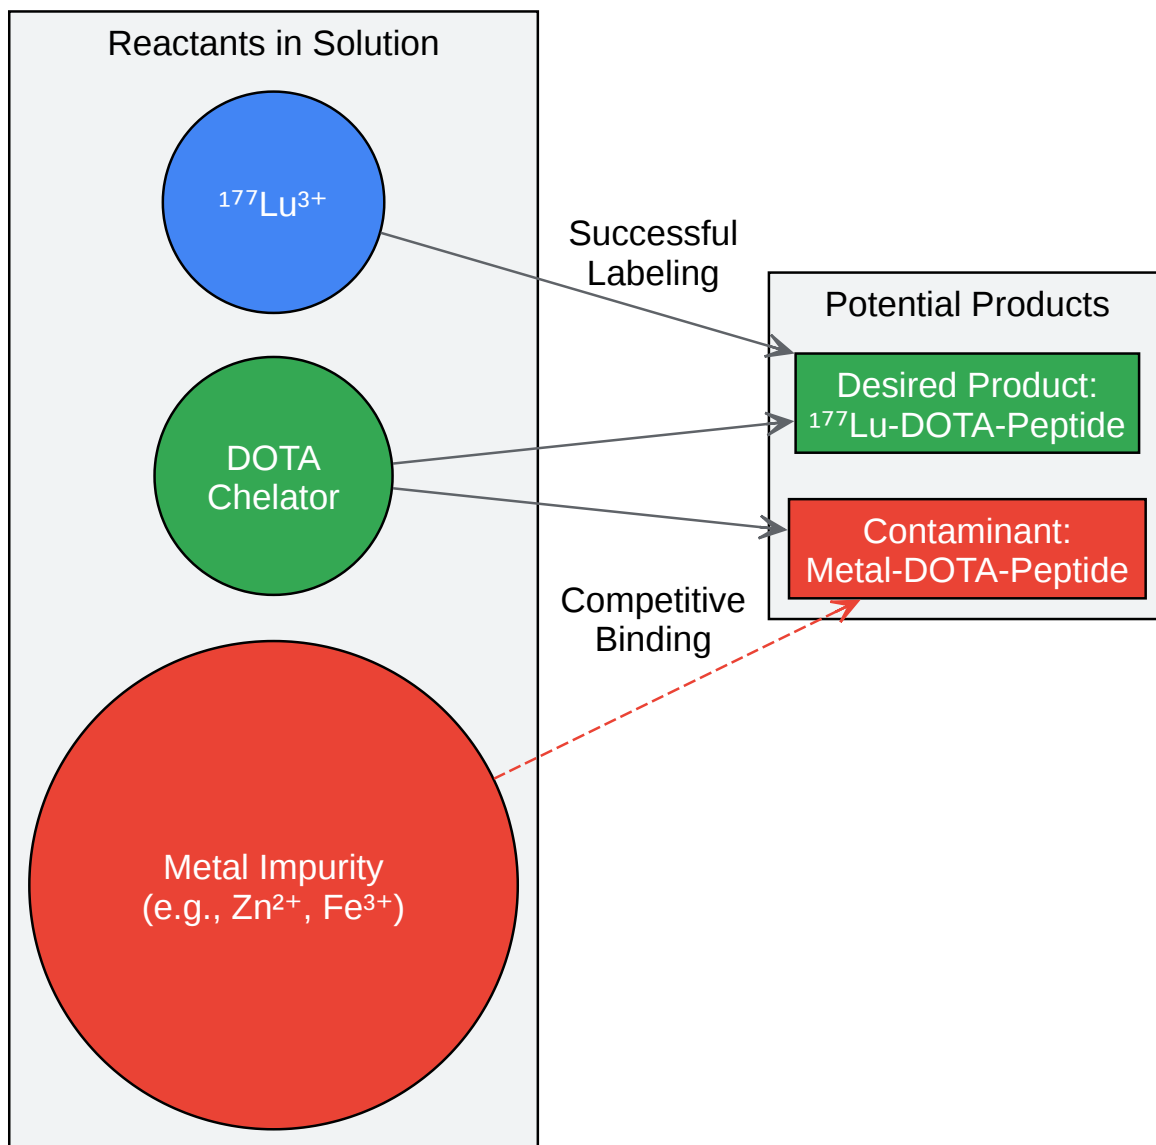 Reactants in Solution
¹⁷⁷Lu³⁺
DOTA
Chelator
Metal Impurity
(e.g., Zn²⁺, Fe³⁺)
Successful
Labeling
Competitive
Binding
Potential Products
Desired Product:
¹⁷⁷Lu-DOTA-Peptide
Contaminant:
Metal-DOTA-Peptide